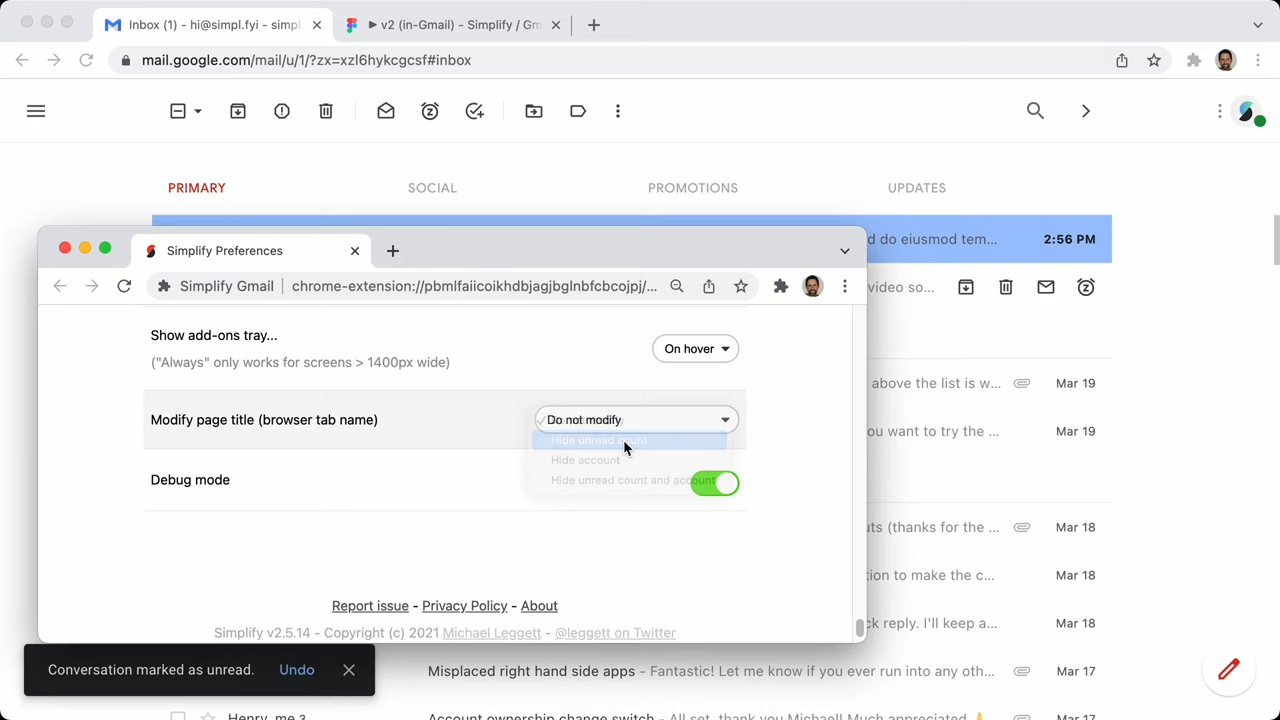 Inbox (1) - hi@simpl.fyi - simpl
v2 (in-Gmail) - Simplify / Gm
mail.google.com/mail/u/1/?zx=xzl6hykcgcsf#inbox
PRIMARY SOCIAL PROMOTIONS UPDATES
d do eiusmod tem... 2:56 PM
Simplify Preferences
Simplify Gmail chrome-extension://pbmlfaiicoikhdbjagjbglnbfcbcojpj/... video so...
Show add-ons tray...
On hover
("Always" only works for screens > 1400px wide)
above the list is w... Mar 19
Modify page title (browser tab name) Do not modify
ou want to try the ... Mar 19
Hide unread count
Hide account
Debug mode Hide unread count and account
uts (thanks for the ... Mar 18
tion to make the c... Mar 18
Report issue - Privacy Policy - About
ck reply. I'll keep a... Mar 18
Simplify v2.5.14 - Copyright (c) 2021 Michael Leggett - @leggett on Twitter
Conversation marked as unread. Undo
Misplaced right hand side apps - Fantastic! Let me know if you ever run into any oth... Mar 17
Henry, me 3 Account ownership change switch - All set, thank you Michael! Much appreciated 🙏 Mar 17